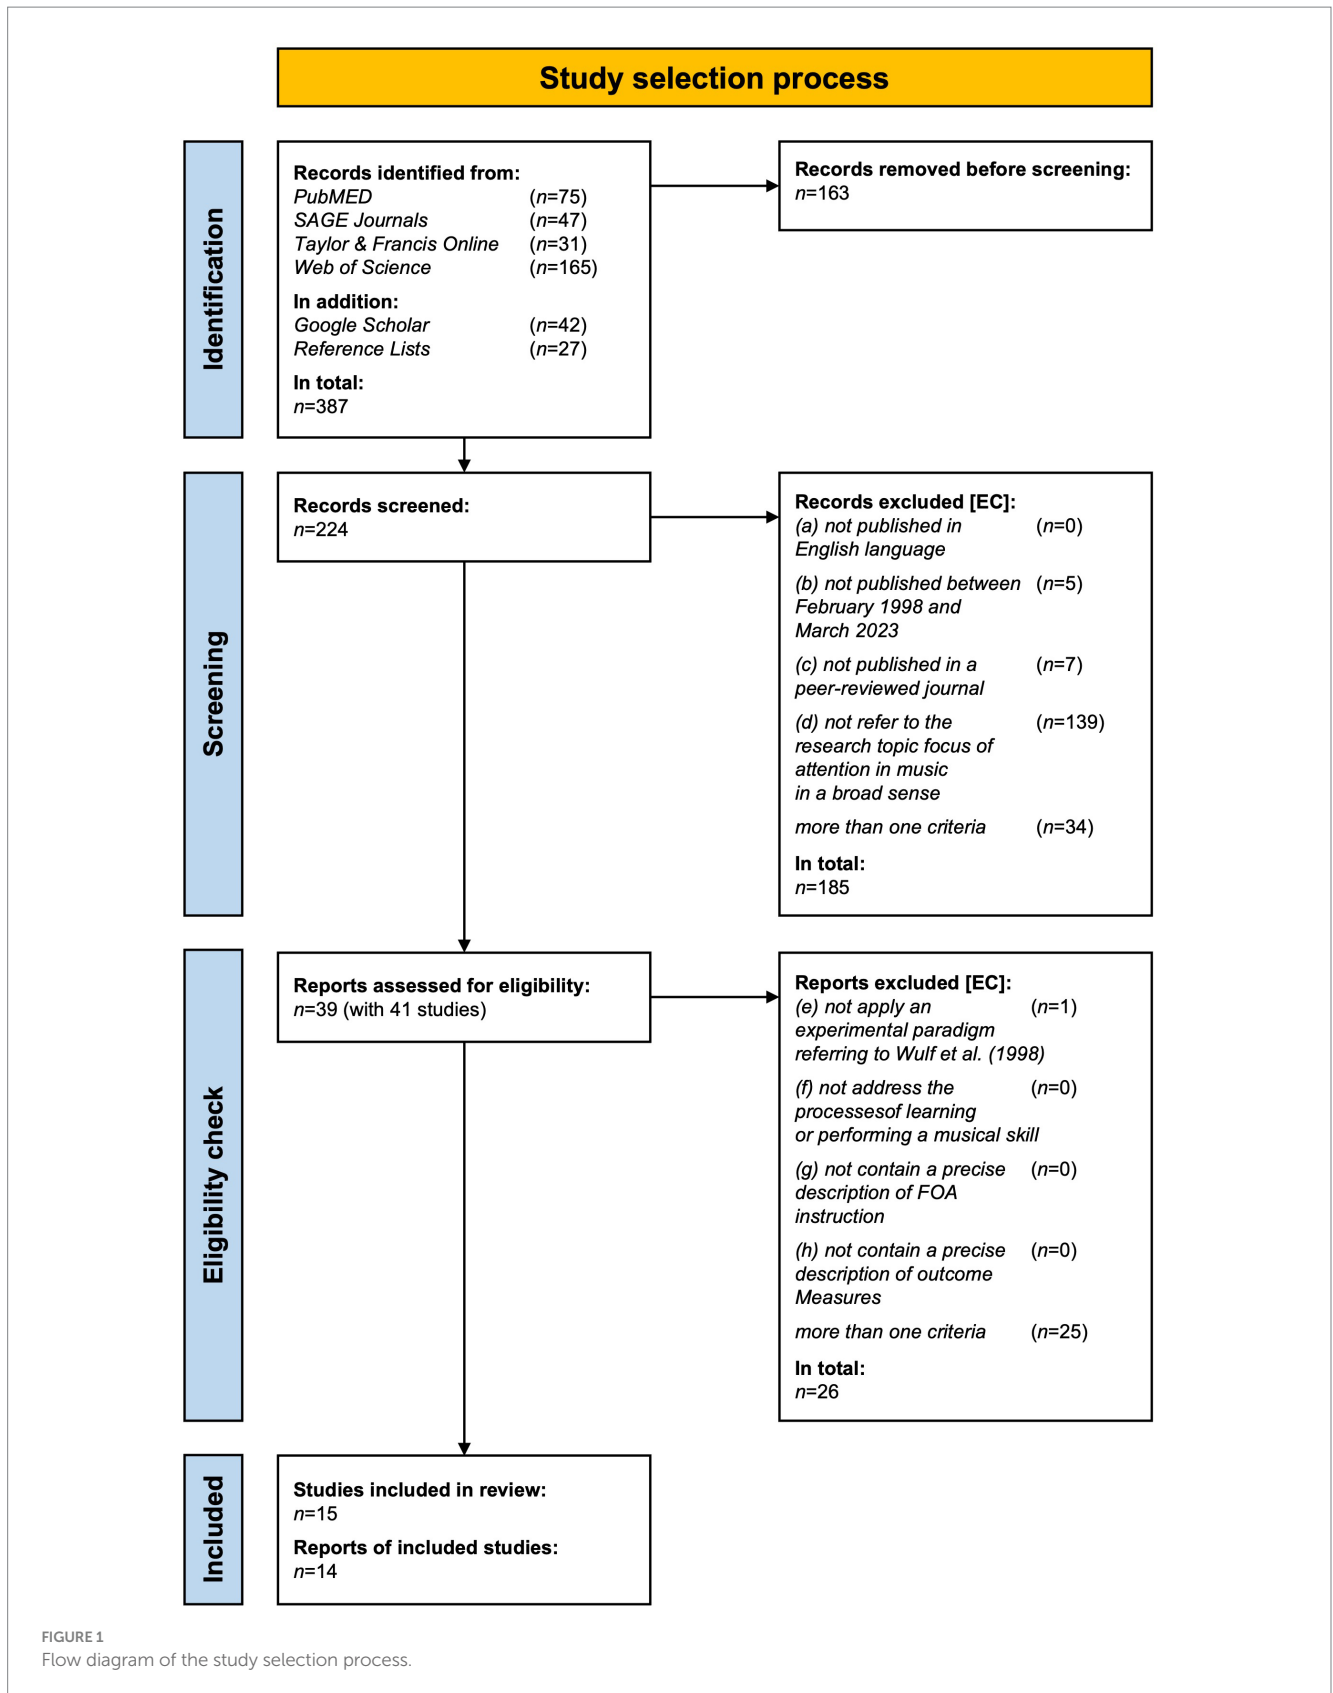 Study selection process
Identification
Records identified from:
PubMED (n=75)
SAGE Journals (n=47)
Taylor & Francis Online (n=31)
Web of Science (n=165)
In addition:
Google Scholar (n=42)
Reference Lists (n=27)
In total:
n=387
Records removed before screening:
n=163
Screening
Records screened:
n=224
Records excluded [EC]:
(a) not published in (n=0)
English language
(b) not published between (n=5)
February 1998 and
March 2023
(c) not published in a (n=7)
peer-reviewed journal
(d) not refer to the (n=139)
research topic focus of
attention in music
in a broad sense
more than one criteria (n=34)
In total:
n=185
Eligibility check
Reports assessed for eligibility:
n=39 (with 41 studies)
Reports excluded [EC]:
(e) not apply an (n=1)
experimental paradigm
referring to Wulf et al. (1998)
(f) not address the (n=0)
processesof learning
or performing a musical skill
(g) not contain a precise (n=0)
description of FOA
instruction
(h) not contain a precise (n=0)
description of outcome
Measures
more than one criteria (n=25)
In total:
n=26
Included
Studies included in review:
n=15
Reports of included studies:
n=14
FIGURE 1
Flow diagram of the study selection process.